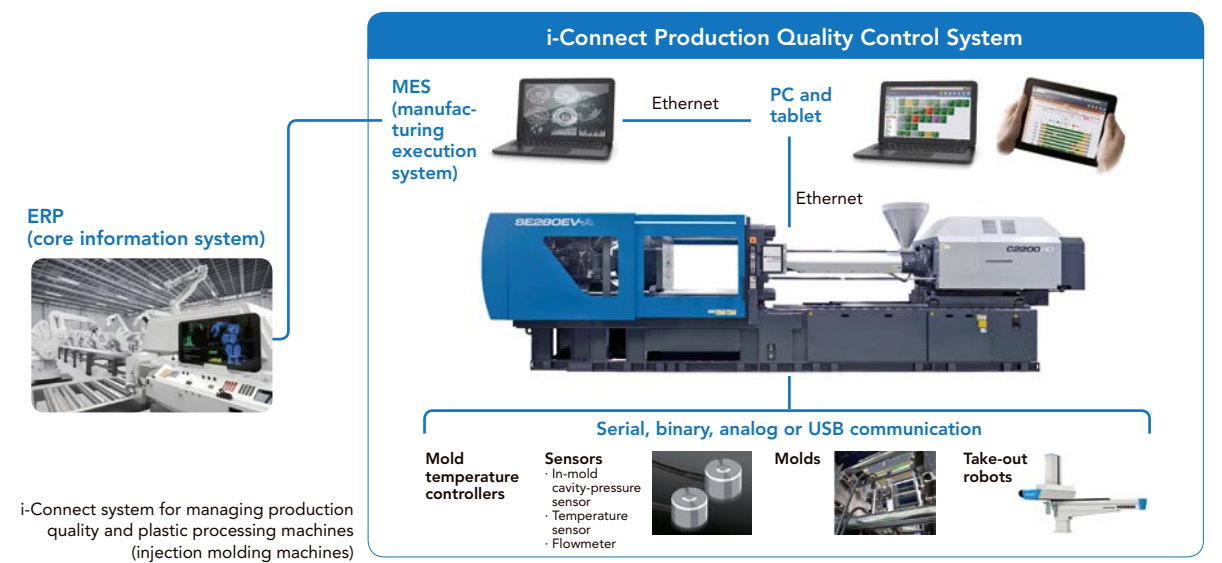 i-Connect Production Quality Control System
MES
(manufac-
turing
execution
system)
Ethernet
PC and
tablet
Ethernet
ERP
(core information system)
SE280EV-A
C2200
Serial, binary, analog or USB communication
Mold
temperature
controllers
Sensors
· In-mold
cavity-pressure
sensor
· Temperature
sensor
· Flowmeter
Molds
Take-out
robots
i-Connect system for managing production
quality and plastic processing machines
(injection molding machines)